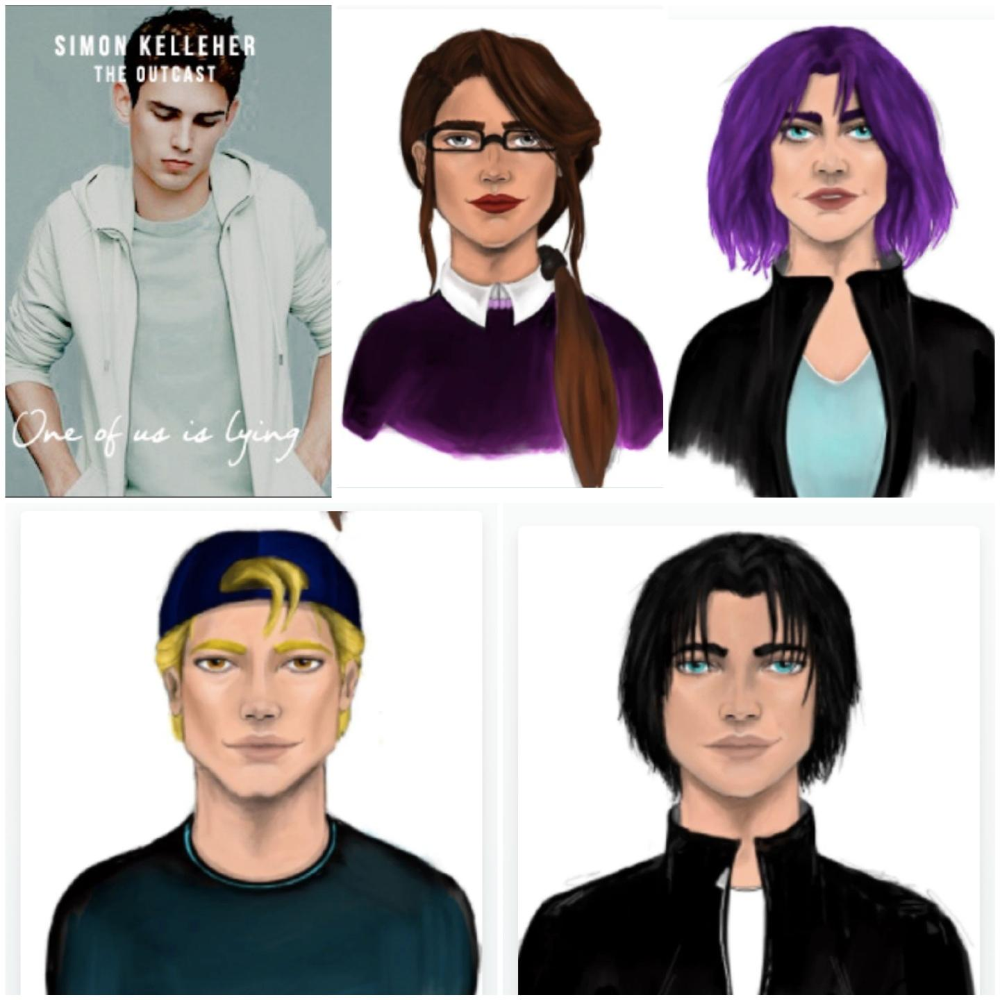 SIMON KELLEHER
THE OUTCAST
One of us is lying